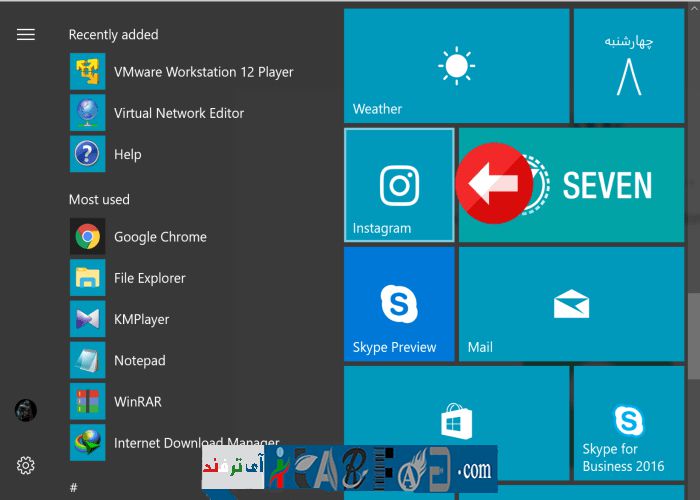 Recently added
VMware Workstation 12 Player
Virtual Network Editor
Help
Most used
Google Chrome
File Explorer
KMPlayer
Notepad
WinRAR
Internet Download Manager
#
Weather
چهارشنبه
۸
Instagram
SEVEN
Skype Preview
Mail
Skype for
Business 2016
آی ترفند
.com